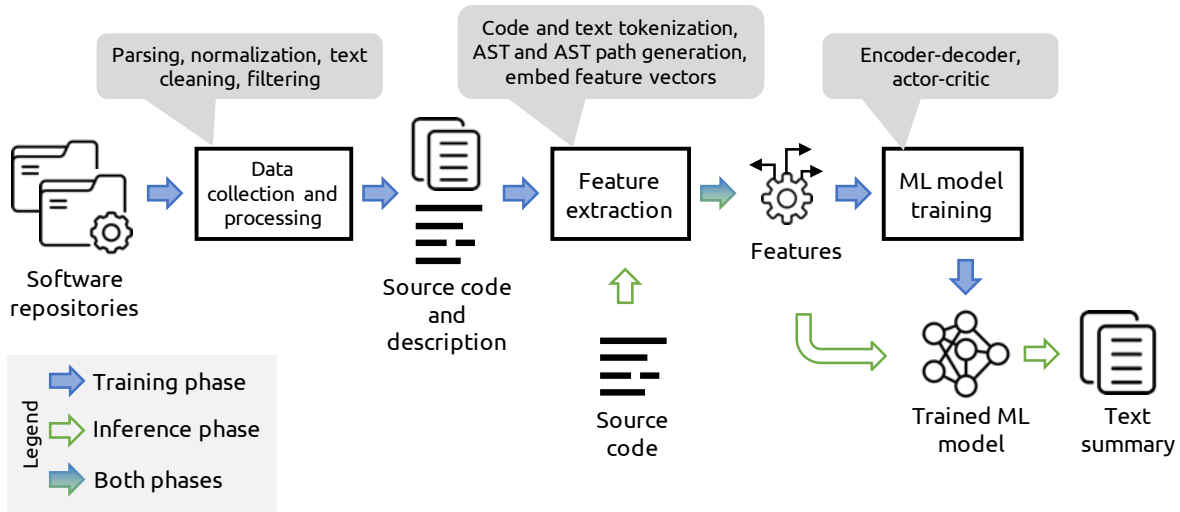 Parsing, normalization, text
cleaning, filtering
Code and text tokenization,
AST and AST path generation,
embed feature vectors
Encoder-decoder,
actor-critic
Software
repositories
Data
collection and
processing
Source code
and
description
Feature
extraction
Features
ML model
training
Source
code
Trained ML
model
Text
summary
Legend
Training phase
Inference phase
Both phases